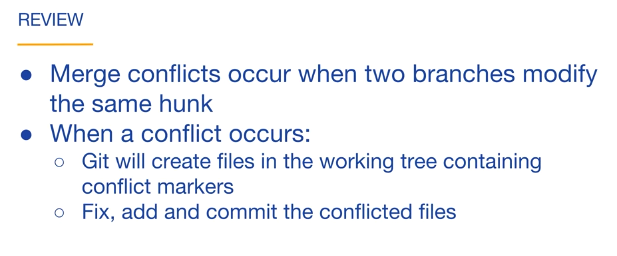 REVIEW
● Merge conflicts occur when two branches modify
the same hunk
● When a conflict occurs:
○ Git will create files in the working tree containing
conflict markers
○ Fix, add and commit the conflicted files